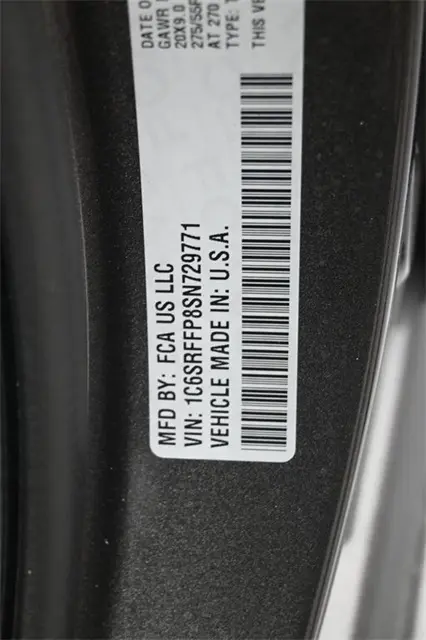 MFD BY: FCA US LLC
VIN: 1C6SRFFP8SN729771
VEHICLE MADE IN: U.S.A.
DATE O
GAWR
20X9.0
275/55R
AT 270
TYPE: T
THIS VE